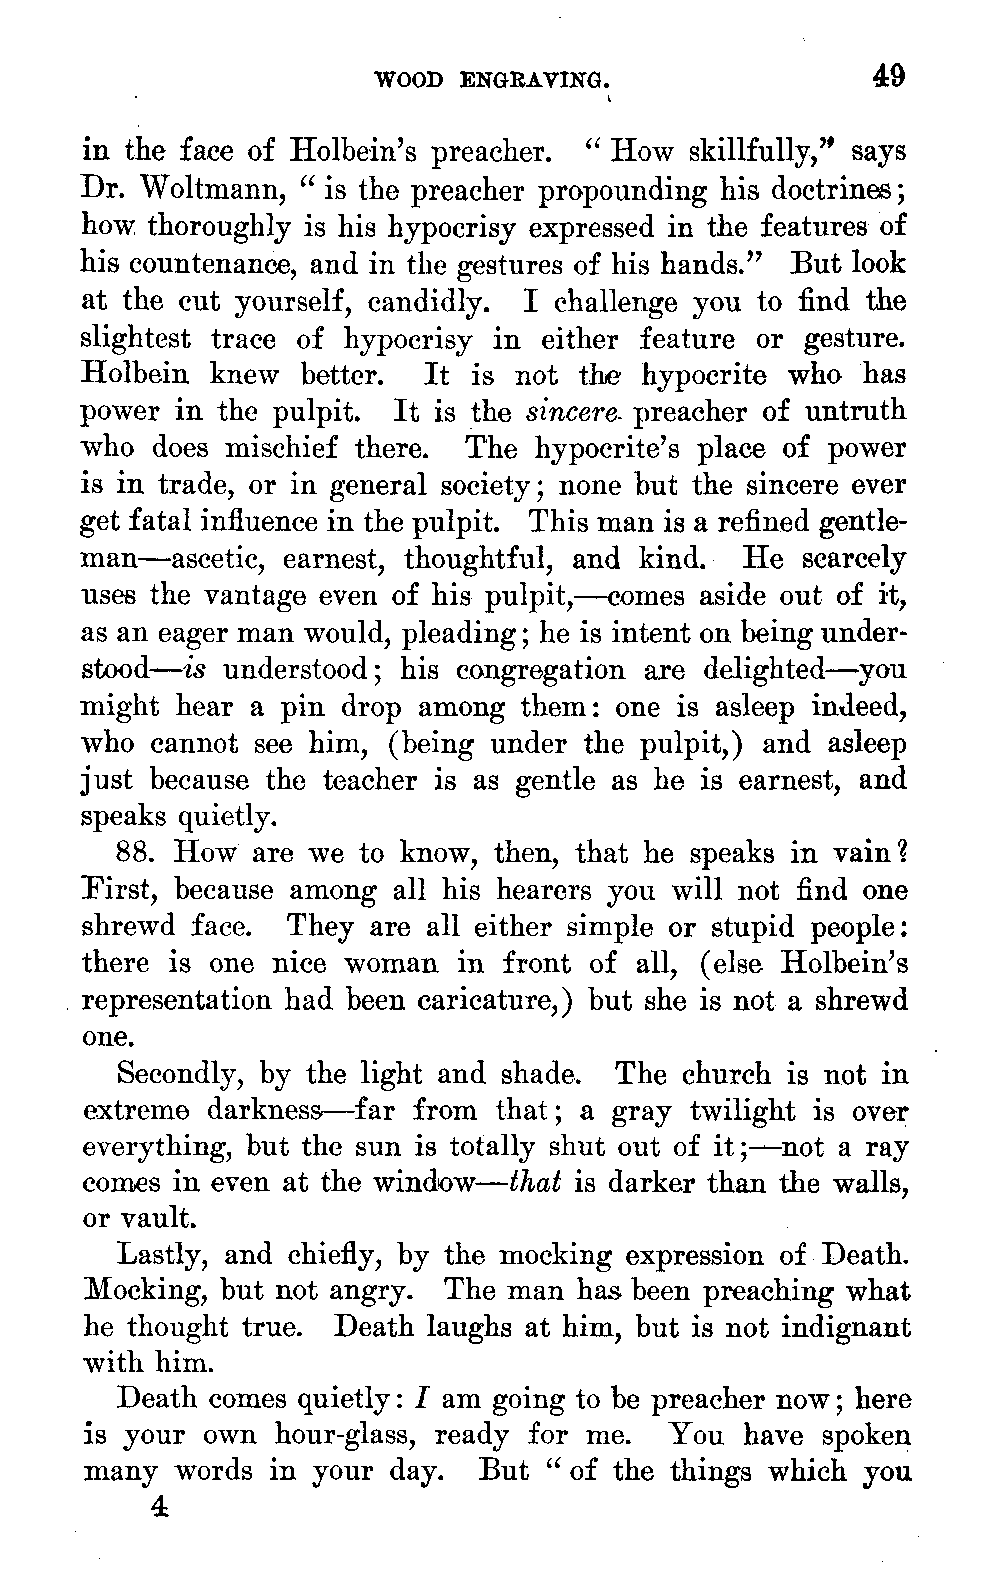 WOOD ENGRAVING. 49
in the face of Holbein's preacher. "How skillfully," says
Dr. Woltmann, "is the preacher propounding his doctrines;
how thoroughly is his hypocrisy expressed in the features of
his countenance, and in the gestures of his hands." But look
at the cut yourself, candidly. I challenge you to find the
slightest trace of hypocrisy in either feature or gesture.
Holbein knew better. It is not the hypocrite who has
power in the pulpit. It is the sincere preacher of untruth
who does mischief there. The hypocrite's place of power
is in trade, or in general society; none but the sincere ever
get fatal influence in the pulpit. This man is a refined gentle-
man—ascetic, earnest, thoughtful, and kind. He scarcely
uses the vantage even of his pulpit,—comes aside out of it,
as an eager man would, pleading; he is intent on being under-
stood—is understood; his congregation are delighted—you
might hear a pin drop among them: one is asleep indeed,
who cannot see him, (being under the pulpit,) and asleep
just because the teacher is as gentle as he is earnest, and
speaks quietly.
88. How are we to know, then, that he speaks in vain?
First, because among all his hearers you will not find one
shrewd face. They are all either simple or stupid people:
there is one nice woman in front of all, (else Holbein's
representation had been caricature,) but she is not a shrewd
one.
Secondly, by the light and shade. The church is not in
extreme darkness—far from that; a gray twilight is over
everything, but the sun is totally shut out of it;—not a ray
comes in even at the window—that is darker than the walls,
or vault.
Lastly, and chiefly, by the mocking expression of Death.
Mocking, but not angry. The man has been preaching what
he thought true. Death laughs at him, but is not indignant
with him.
Death comes quietly: I am going to be preacher now; here
is your own hour-glass, ready for me. You have spoken
many words in your day. But "of the things which you
4